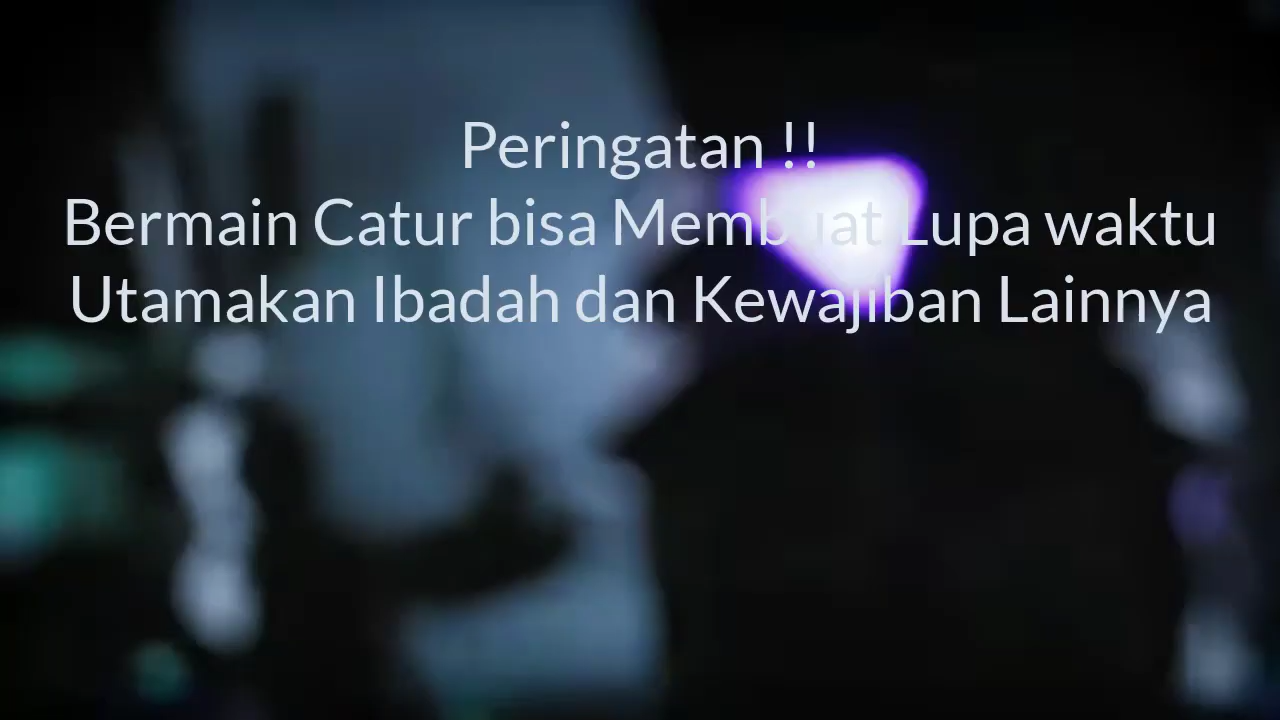 Peringatan !!
Bermain Catur bisa Membuat Lupa waktu
Utamakan Ibadah dan Kewajiban Lainnya